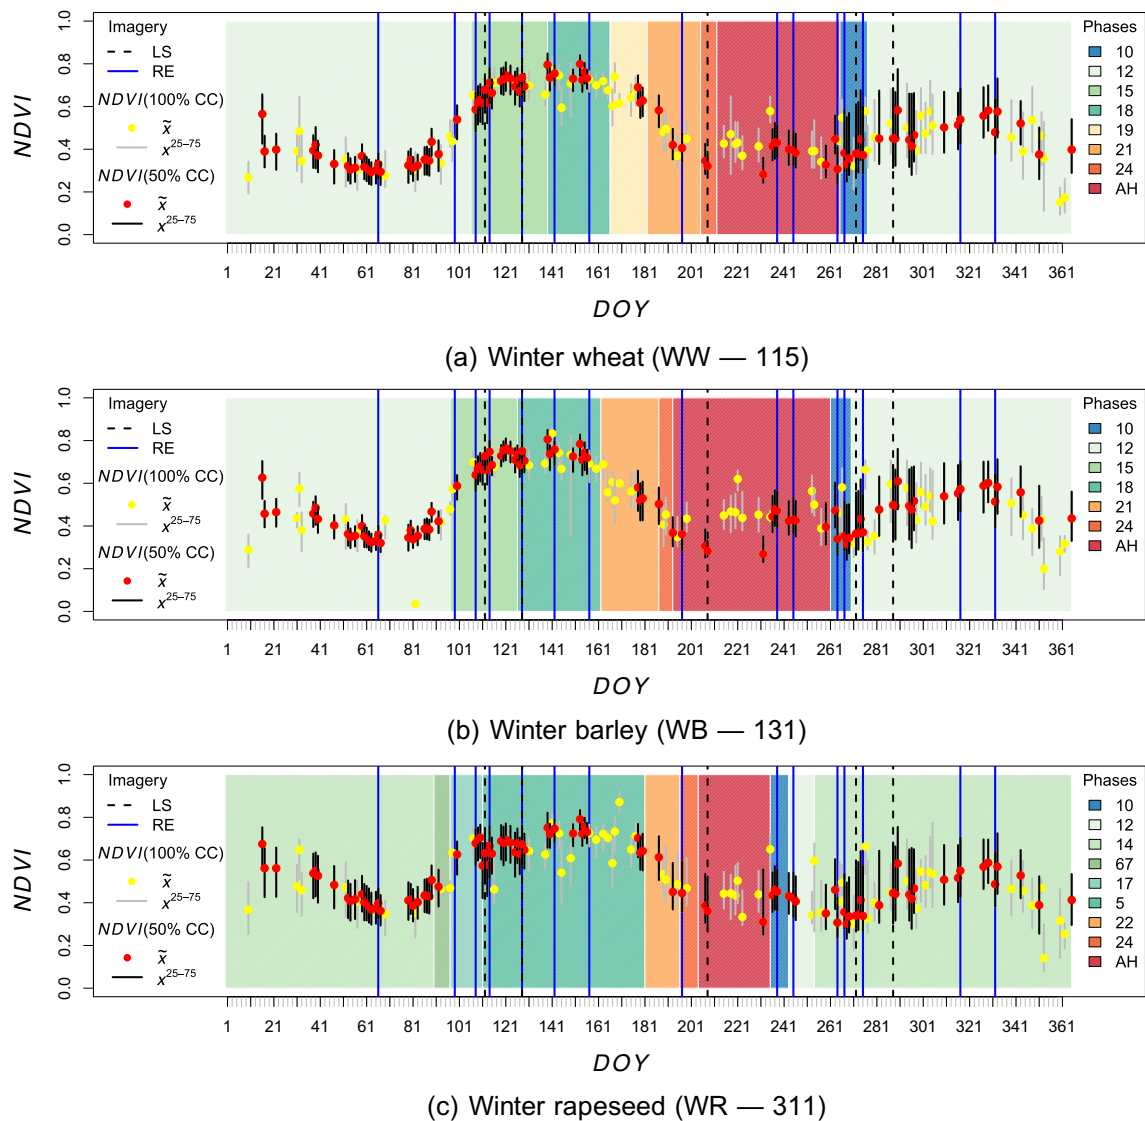 Imagery
LS
RE
NDVI(100% CC)
x̃
x²⁵⁻⁷⁵
NDVI(50% CC)
x̃
x²⁵⁻⁷⁵
Phases
10
12
15
18
19
21
24
AH
NDVI
0.0 0.2 0.4 0.6 0.8 1.0
1 21 41 61 81 101 121 141 161 181 201 221 241 261 281 301 321 341 361
DOY
(a) Winter wheat (WW — 115)
Imagery
LS
RE
NDVI(100% CC)
x̃
x²⁵⁻⁷⁵
NDVI(50% CC)
x̃
x²⁵⁻⁷⁵
Phases
10
12
15
18
21
24
AH
NDVI
0.0 0.2 0.4 0.6 0.8 1.0
1 21 41 61 81 101 121 141 161 181 201 221 241 261 281 301 321 341 361
DOY
(b) Winter barley (WB — 131)
Imagery
LS
RE
NDVI(100% CC)
x̃
x²⁵⁻⁷⁵
NDVI(50% CC)
x̃
x²⁵⁻⁷⁵
Phases
10
12
14
67
17
5
22
24
AH
NDVI
0.0 0.2 0.4 0.6 0.8 1.0
1 21 41 61 81 101 121 141 161 181 201 221 241 261 281 301 321 341 361
DOY
(c) Winter rapeseed (WR — 311)